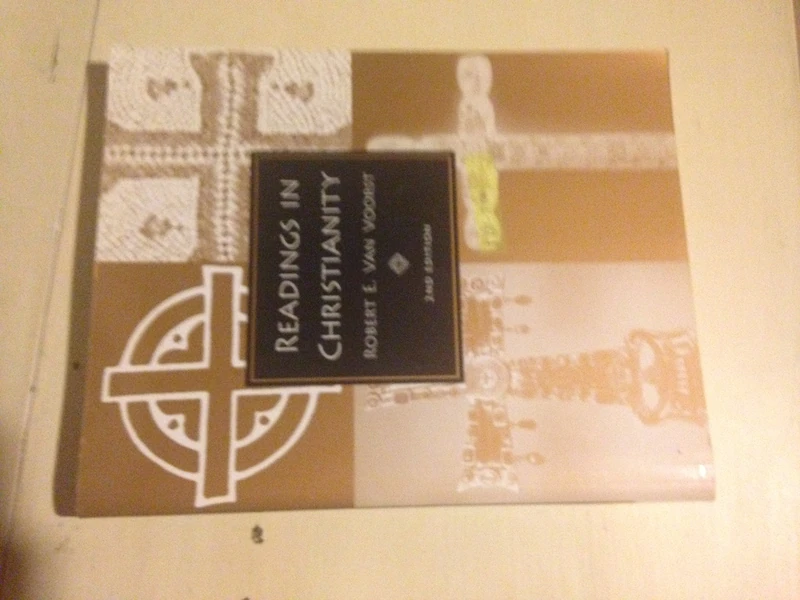 READINGS IN
CHRISTIANITY
ROBERT E. VAN VOORST
2ND EDITION